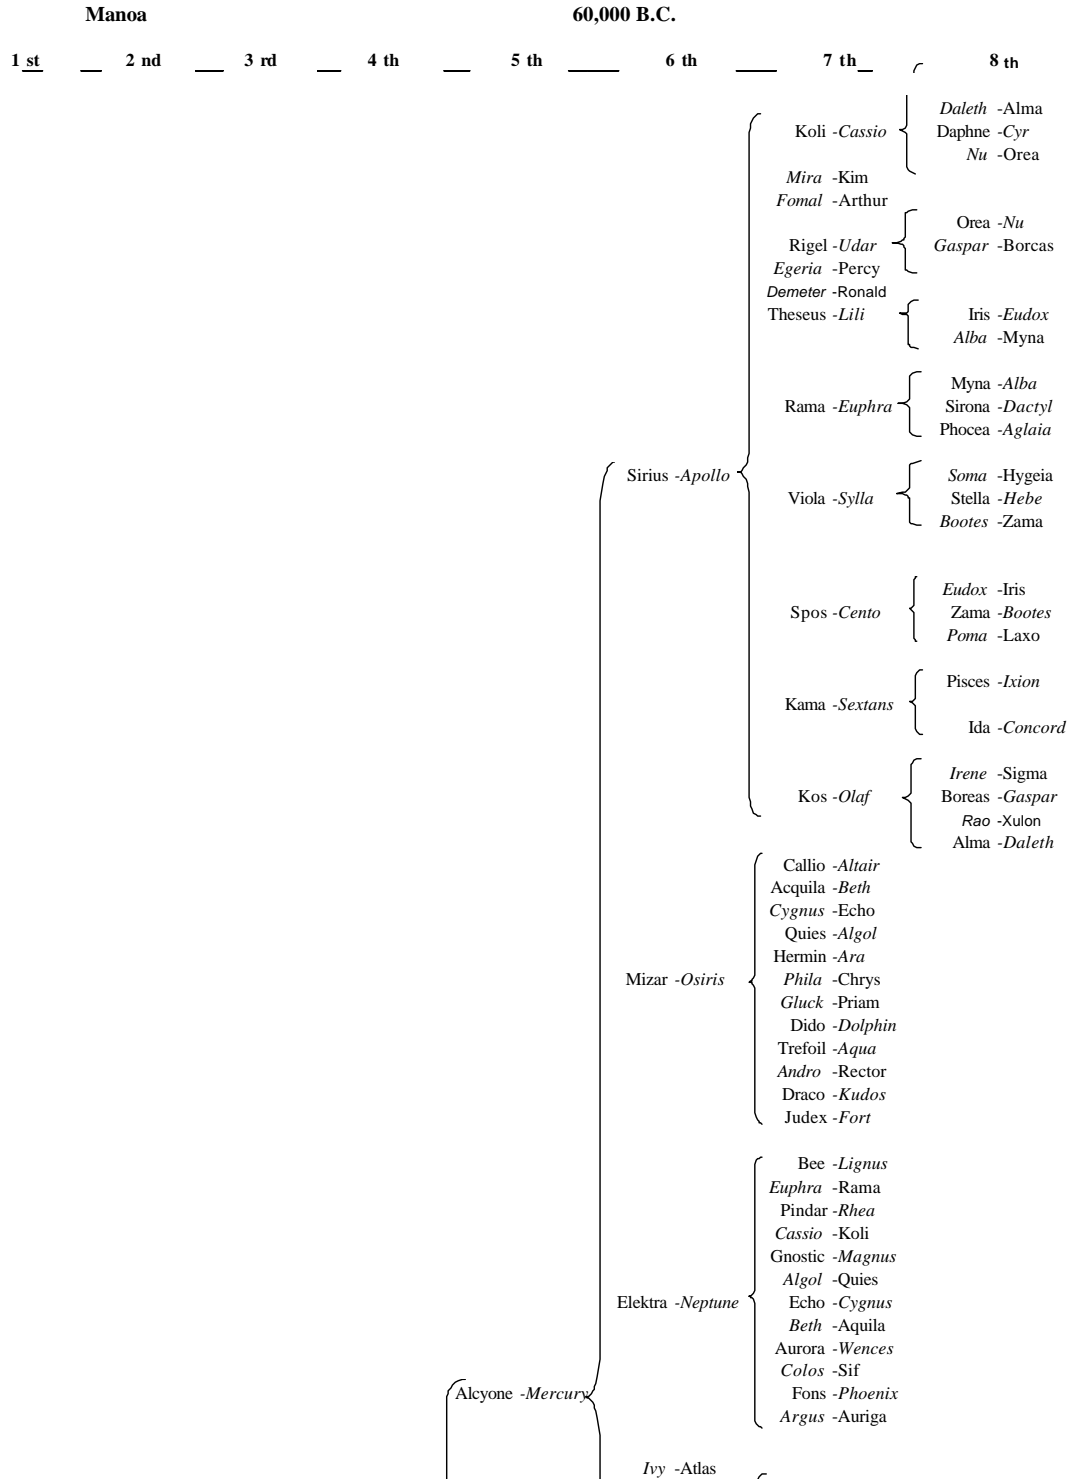 Manoa 60,000 B.C.
1 st 2 nd 3 rd 4 th 5 th 6 th 7 th 8 th
Daleth -Alma
Koli -Cassio Daphne -Cyr
Nu -Orea
Mira -Kim
Fomal -Arthur
Orea -Nu
Rigel -Udar Gaspar -Borcas
Egeria -Percy
Demeter -Ronald
Theseus -Lili Iris -Eudox
Alba -Myna
Myna -Alba
Rama -Euphra Sirona -Dactyl
Phocea -Aglaia
Sirius -Apollo Soma -Hygeia
Viola -Sylla Stella -Hebe
Bootes -Zama
Eudox -Iris
Spos -Cento Zama -Bootes
Poma -Laxo
Pisces -Ixion
Kama -Sextans
Ida -Concord
Irene -Sigma
Kos -Olaf Boreas -Gaspar
Rao -Xulon
Alma -Daleth
Callio -Altair
Acquila -Beth
Cygnus -Echo
Quies -Algol
Hermin -Ara
Mizar -Osiris Phila -Chrys
Gluck -Priam
Dido -Dolphin
Trefoil -Aqua
Andro -Rector
Draco -Kudos
Judex -Fort
Bee -Lignus
Euphra -Rama
Pindar -Rhea
Cassio -Koli
Gnostic -Magnus
Algol -Quies
Elektra -Neptune Echo -Cygnus
Beth -Aquila
Aurora -Wences
Colos -Sif
Alcyone -Mercury Fons -Phoenix
Argus -Auriga
Ivy -Atlas